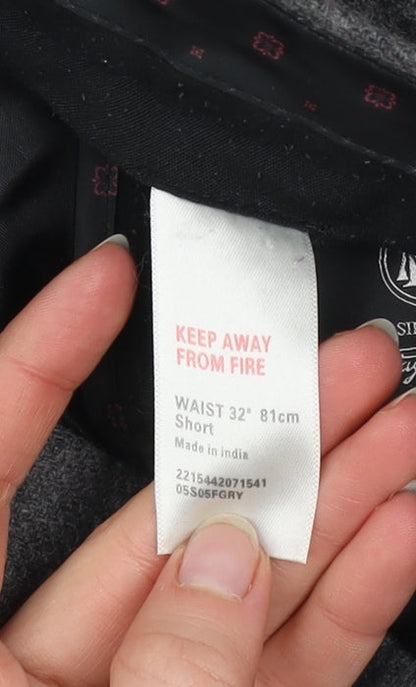 KEEP AWAY
FROM FIRE
WAIST 32" 81cm
Short
Made in india
2215442071541
05S05FGRY